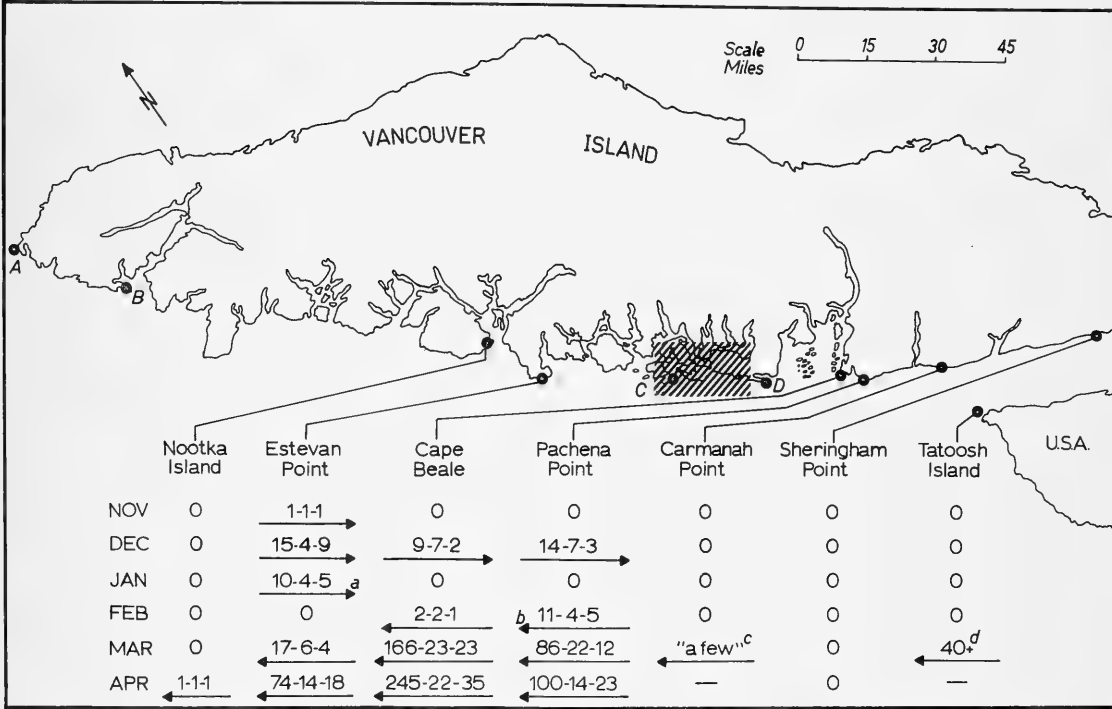 Scale 0 15 31 45
Miles
N
VANCOUVER ISLAND
A
B
C
D
U.S.A.
Nootka Estevan Cape Pachena Carmanah Sheringham Tatoosh
Island Point Beale Point Point Point Island
NOV 0 1-1-1 0 0 0 0 0
DEC 0 15-4-9 9-7-2 14-7-3 0 0 0
JAN 0 10-4-5 a 0 0 0 0 0
FEB 0 0 2-2-1 b 11-4-5 0 0 0
MAR 0 17-6-4 166-23-23 86-22-12 "a few" c 0 40+ d
APR 1-1-1 74-14-18 245-22-35 100-14-23 — 0 —